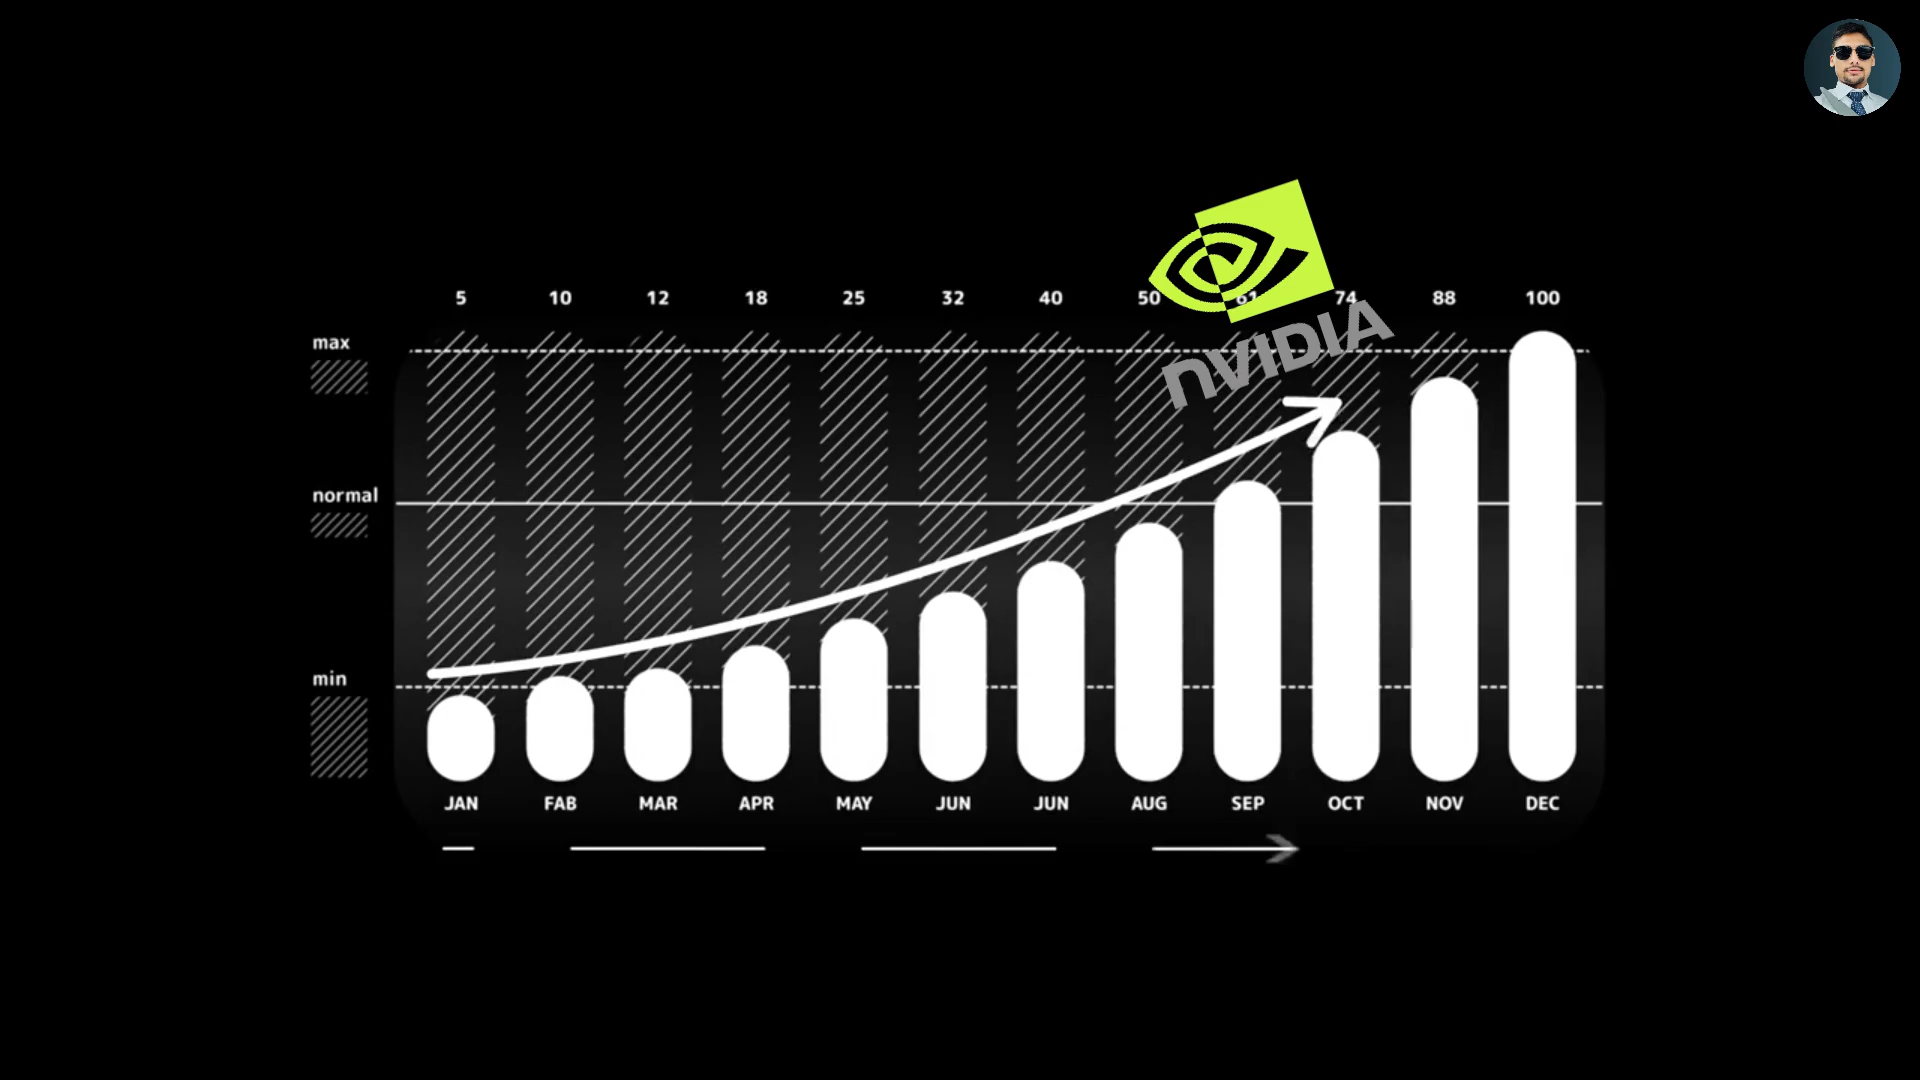 5 10 12 18 25 32 40 50 61 74 88 100
NVIDIA
max
normal
min
JAN FAB MAR APR MAY JUN JUN AUG SEP OCT NOV DEC